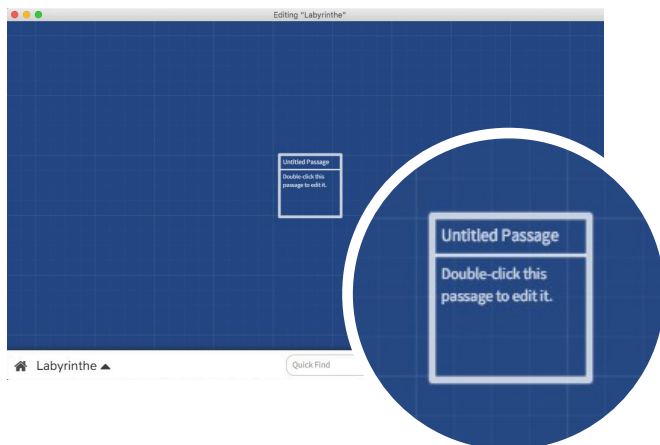 Editing "Labyrinthe"
Untitled Passage
Double-click this
passage to edit it.
Untitled Passage
Double-click this
passage to edit it.
Labyrinthe
Quick Find